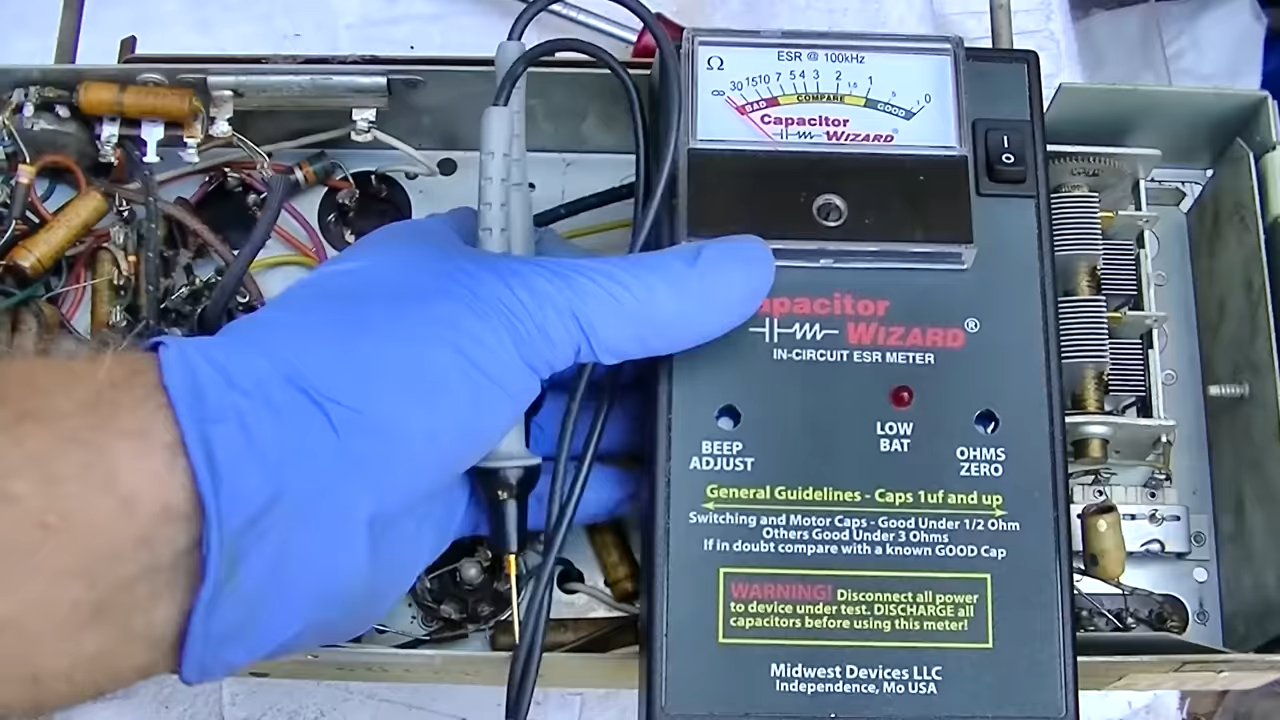 Ω ESR @ 100kHz
∞ 30 15 10 7 5 4 3 2 1.5 1 .5 .1 0
BAD COMPARE GOOD
Capacitor
WIZARD®
I
O
apacitor
WIZARD®
IN-CIRCUIT ESR METER
BEEP
ADJUST
LOW
BAT
OHMS
ZERO
General Guidelines - Caps 1uf and up
Switching and Motor Caps - Good Under 1/2 Ohm
Others Good Under 3 Ohms
If in doubt compare with a known GOOD Cap
WARNING! Disconnect all power
to device under test. DISCHARGE all
capacitors before using this meter!
Midwest Devices LLC
Independence, Mo USA